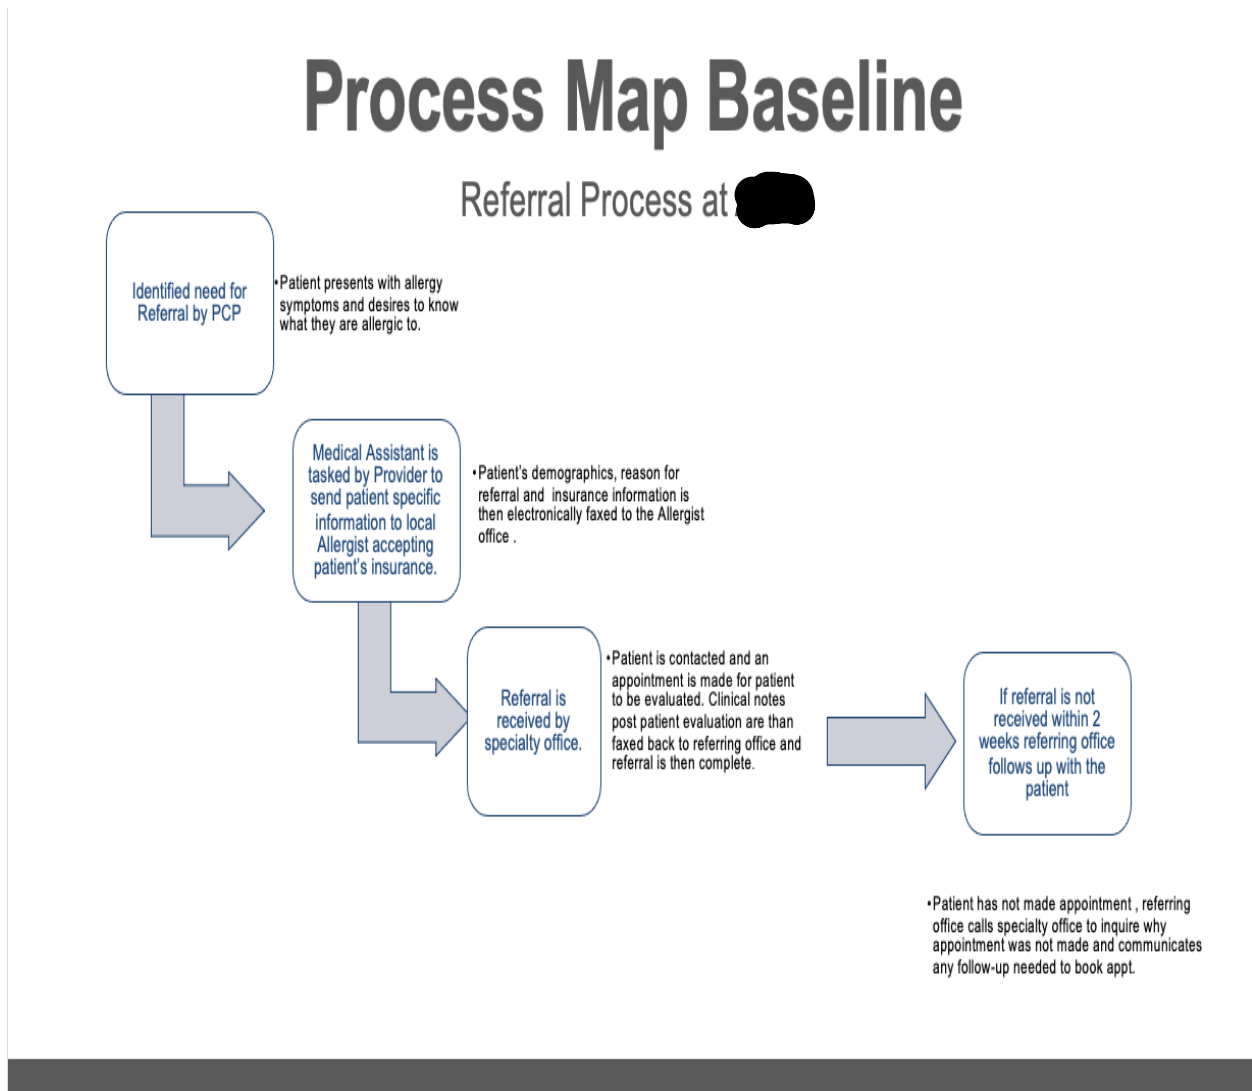 Process Map Baseline
Referral Process at
Identified need for
Referral by PCP
•Patient presents with allergy
symptoms and desires to know
what they are allergic to.
Medical Assistant is
tasked by Provider to
send patient specific
information to local
Allergist accepting
patient's insurance.
•Patient's demographics, reason for
referral and insurance information is
then electronically faxed to the Allergist
office .
Referral is
received by
specialty office.
•Patient is contacted and an
appointment is made for patient
to be evaluated. Clinical notes
post patient evaluation are than
faxed back to referring office and
referral is then complete.
If referral is not
received within 2
weeks referring office
follows up with the
patient
•Patient has not made appointment , referring
office calls specialty office to inquire why
appointment was not made and communicates
any follow-up needed to book appt.